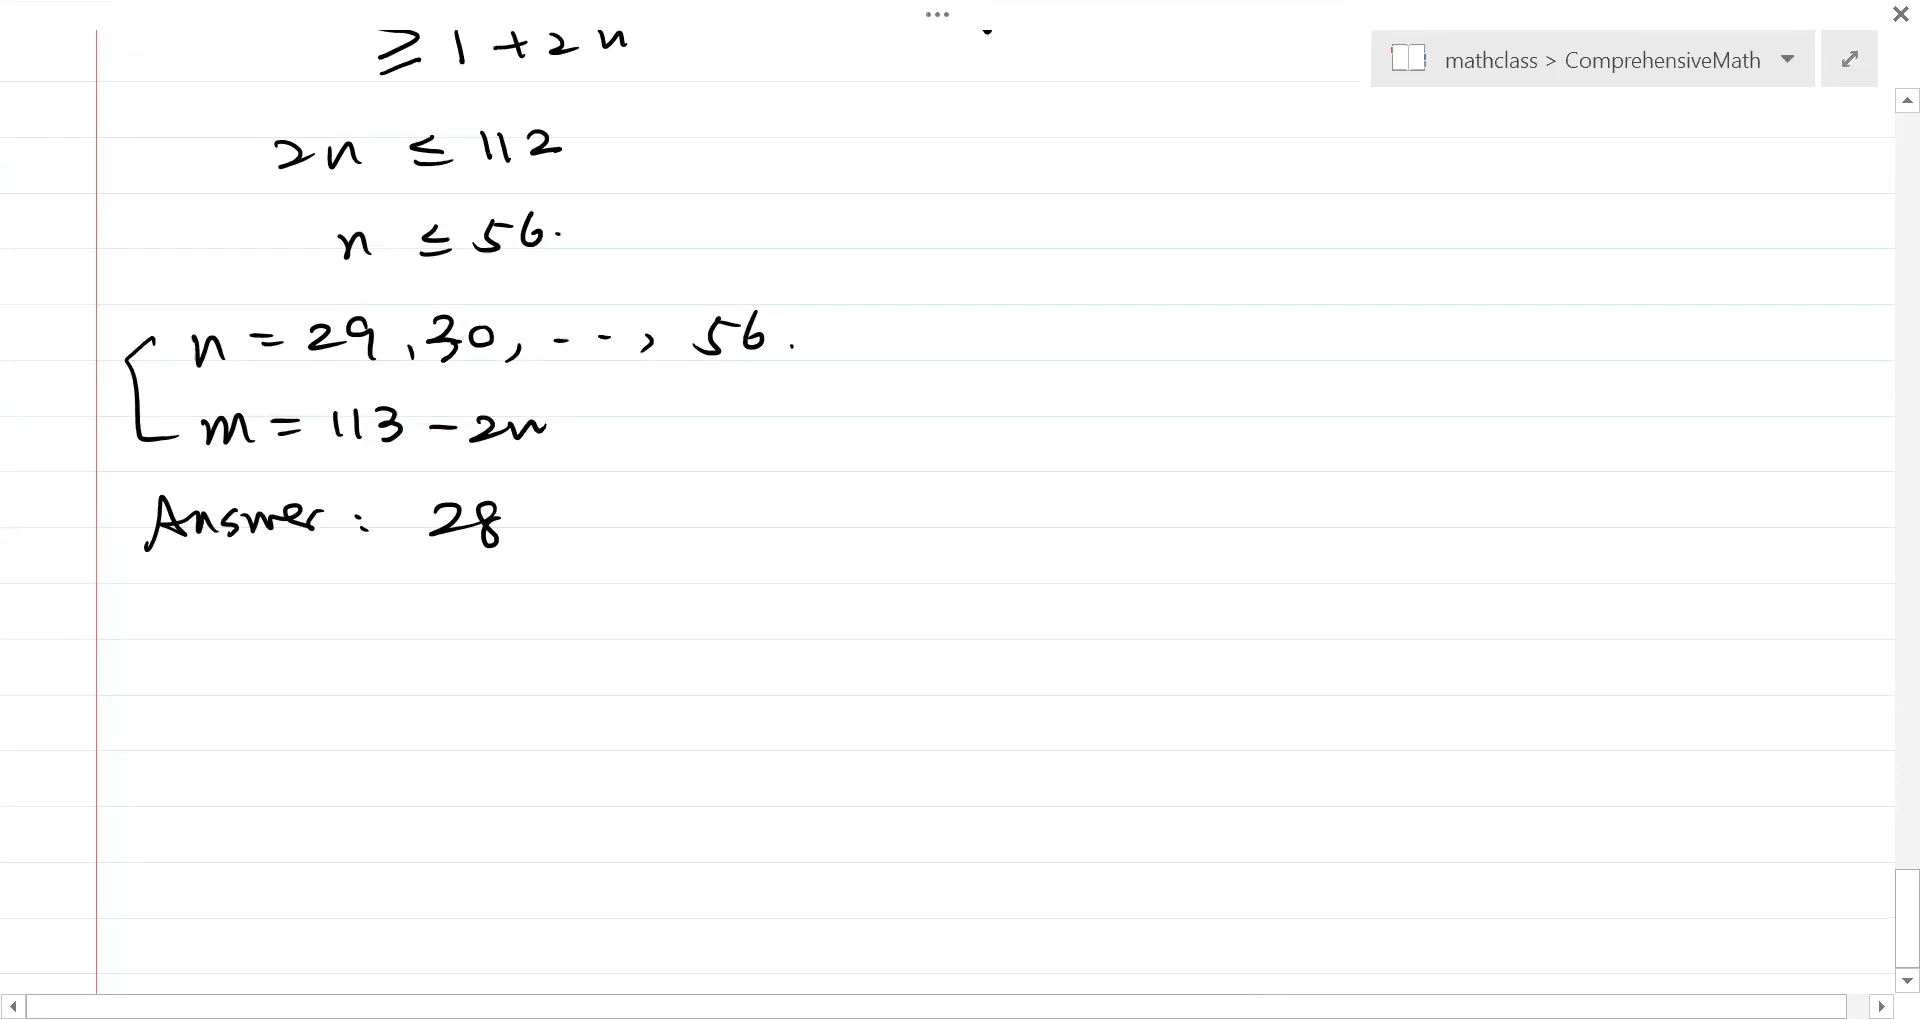 ≥ 1 + 2n
mathclass > ComprehensiveMath
2n ≤ 112
n ≤ 56.
n = 29, 30, - - , 56.
m = 113 - 2n
Answer: 28